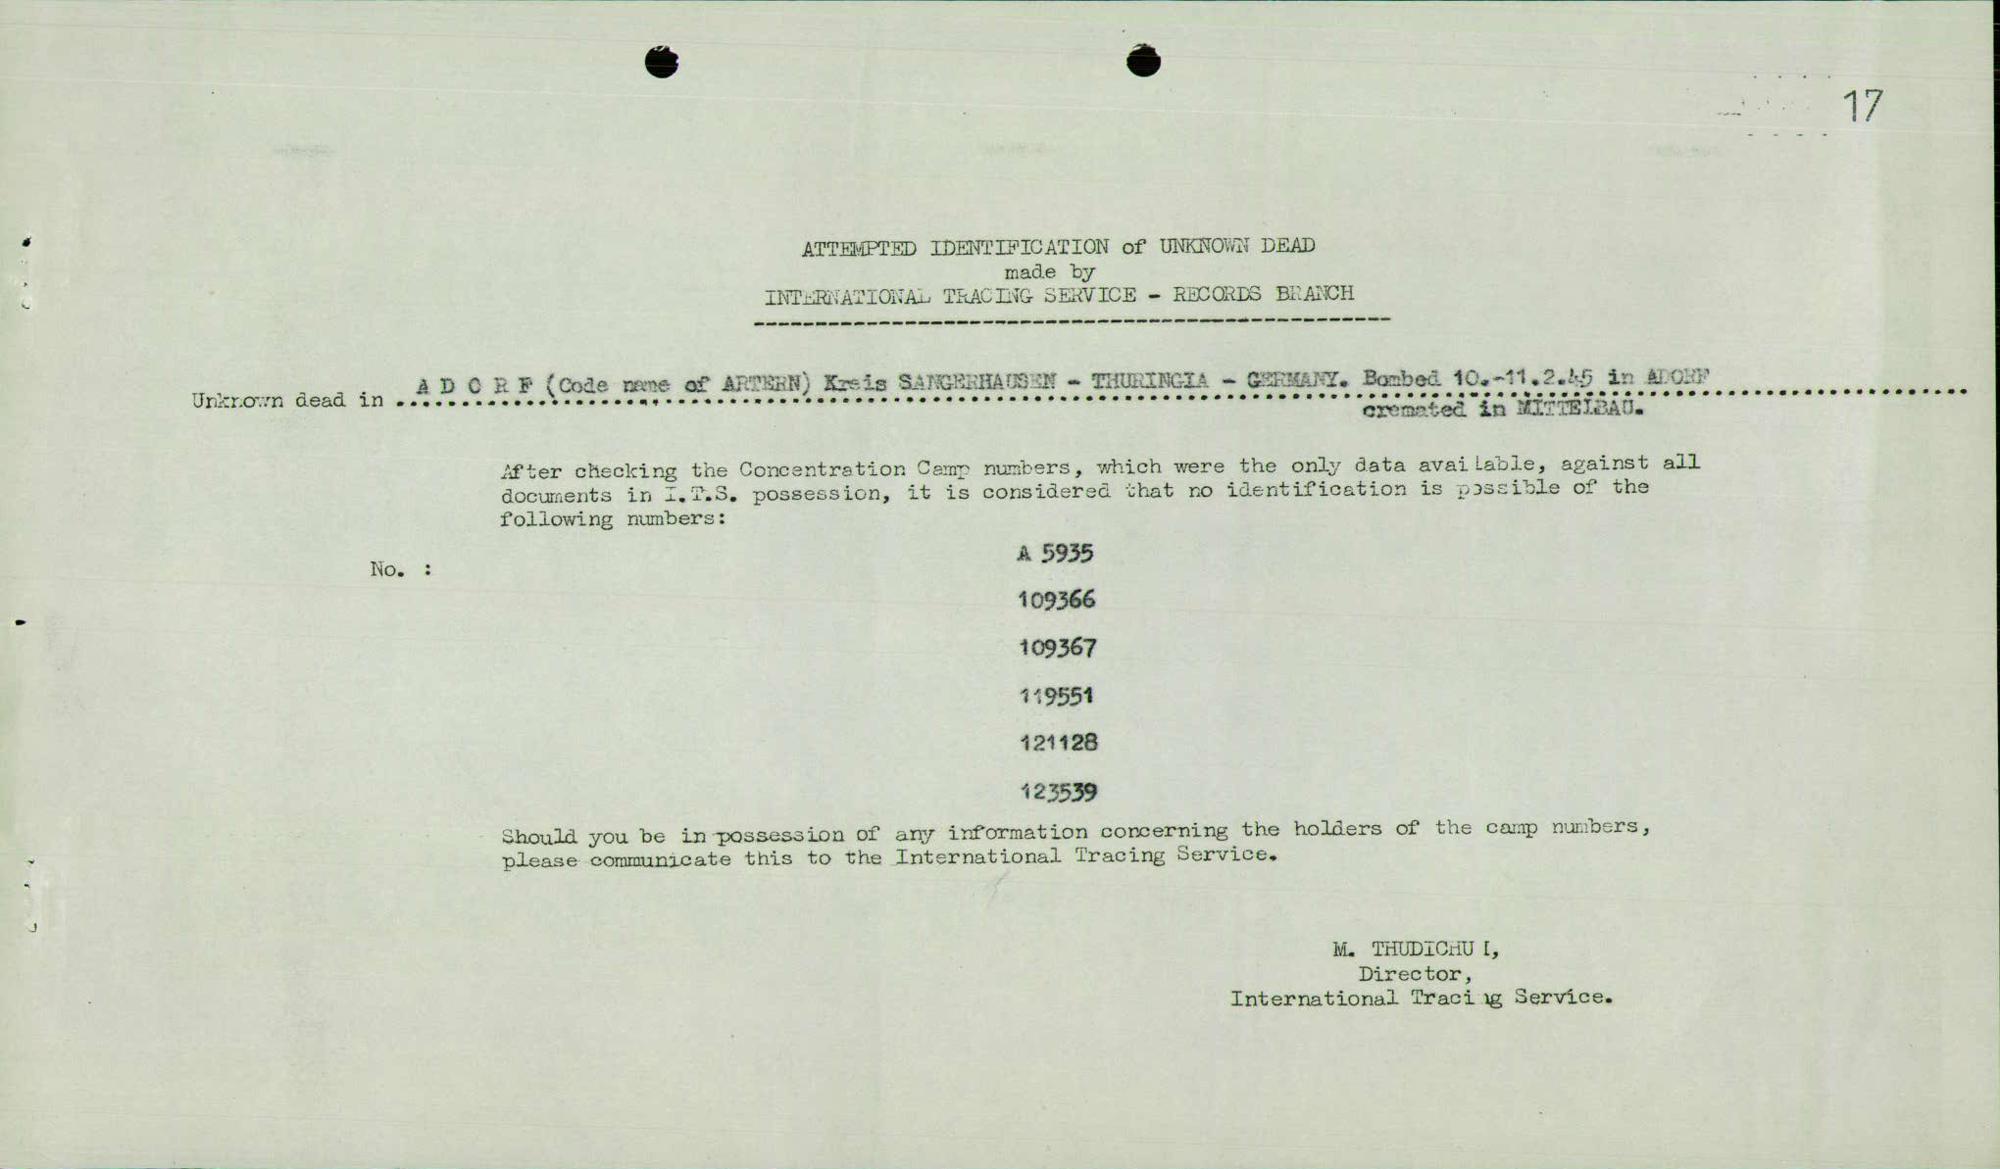 17
ATTEMPTED IDENTIFICATION of UNKNOWN DEAD
made by
INTERNATIONAL TRACING SERVICE - RECORDS BRANCH
Unknown dead in A D O R F (Code name of ARTERN) Kreis SANGERHAUSEN - THURINGIA - GERMANY. Bombed 10.-11.2.45 in ADORF
cremated in MITTELBAU.
After checking the Concentration Camp numbers, which were the only data available, against all
documents in I.T.S. possession, it is considered that no identification is possible of the
following numbers:
No. :
A 5935
109366
109367
119551
121128
123539
Should you be in possession of any information concerning the holders of the camp numbers,
please communicate this to the International Tracing Service.
M. THUDICHUM,
Director,
International Tracing Service.